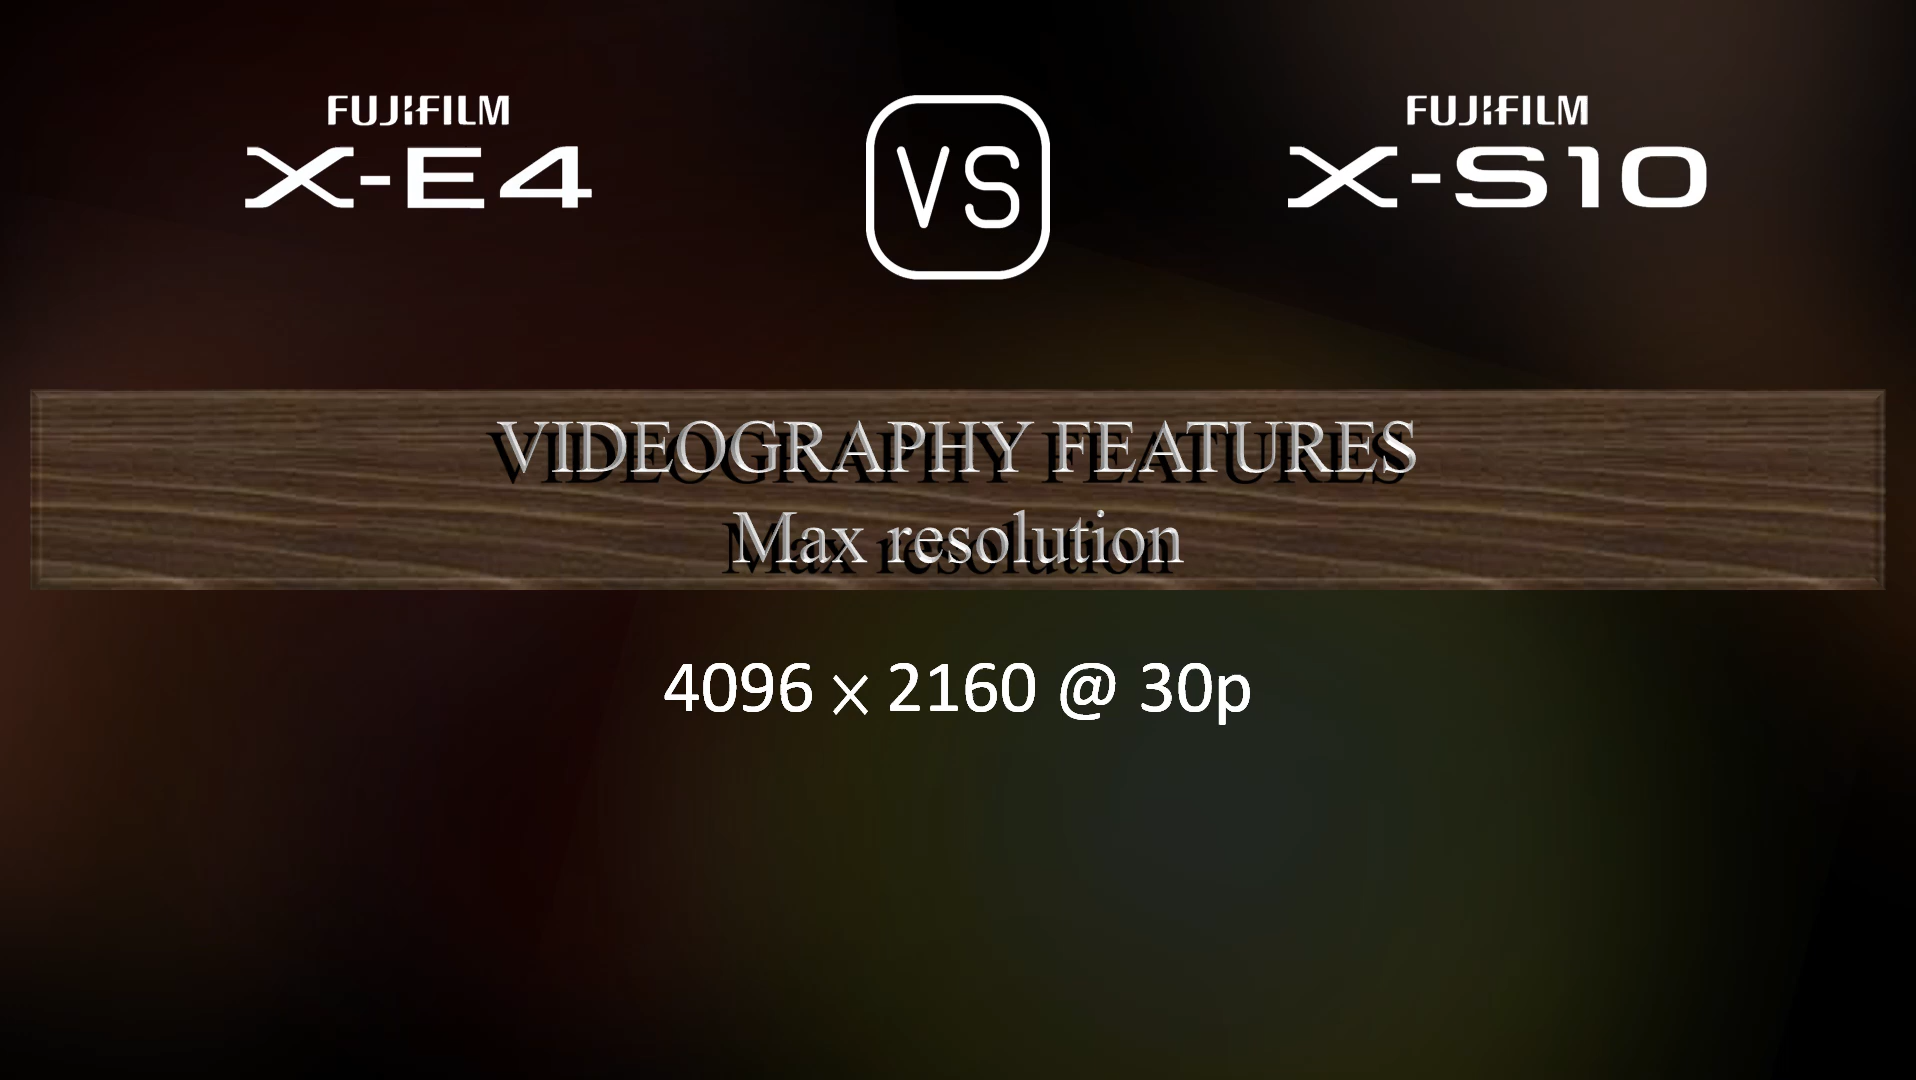 FUJIFILM
X-E4
VS
FUJIFILM
X-S10
VIDEOGRAPHY FEATURES
Max resolution
4096 x 2160 @ 30p